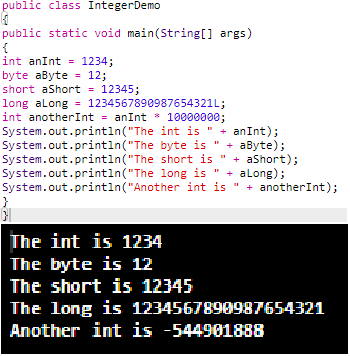 public class IntegerDemo
{
public static void main(String[] args)
{
int anInt = 1234;
byte aByte = 12;
short aShort = 12345;
long aLong = 1234567890987654321L;
int anotherInt = anInt * 10000000;
System.out.println("The int is " + anInt);
System.out.println("The byte is " + aByte);
System.out.println("The short is " + aShort);
System.out.println("The long is " + aLong);
System.out.println("Another int is " + anotherInt);
}
}
The int is 1234
The byte is 12
The short is 12345
The long is 1234567890987654321
Another int is -544901888